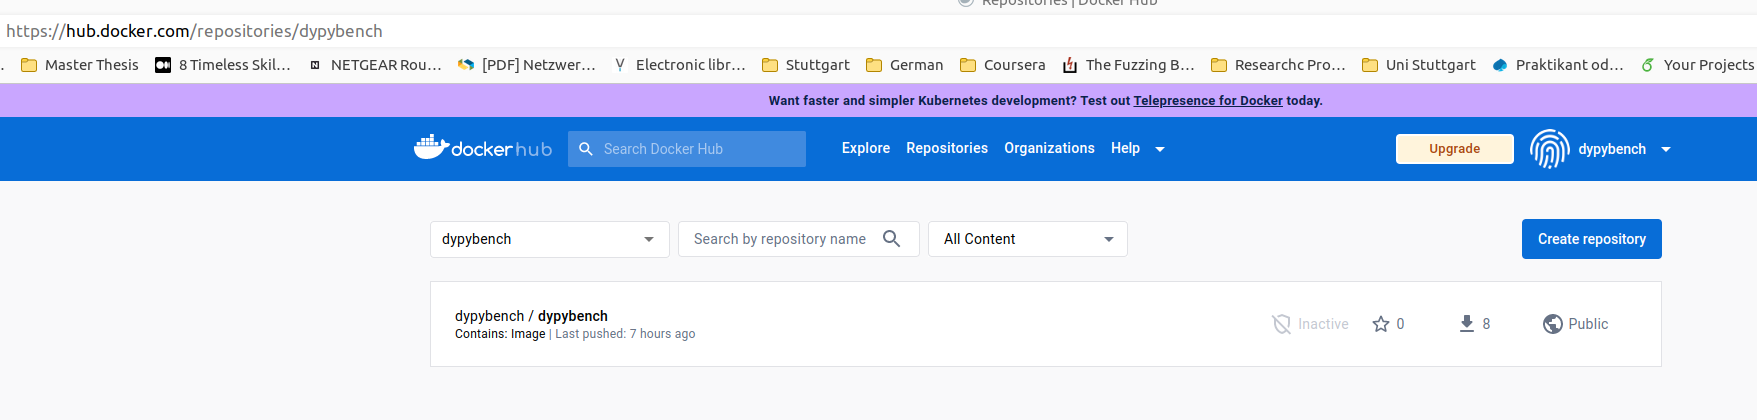 Repositories | Docker Hub
https://hub.docker.com/repositories/dypybench
. Master Thesis 8 Timeless Skil... NETGEAR Rou... [PDF] Netzwer... Electronic libr... Stuttgart German Coursera The Fuzzing B... Researchc Pro... Uni Stuttgart Praktikant od... Your Projects
Want faster and simpler Kubernetes development? Test out Telepresence for Docker today.
dockerhub Search Docker Hub Explore Repositories Organizations Help Upgrade dypybench
dypybench Search by repository name All Content Create repository
dypybench / dypybench
Contains: Image | Last pushed: 7 hours ago
Inactive 0 8 Public